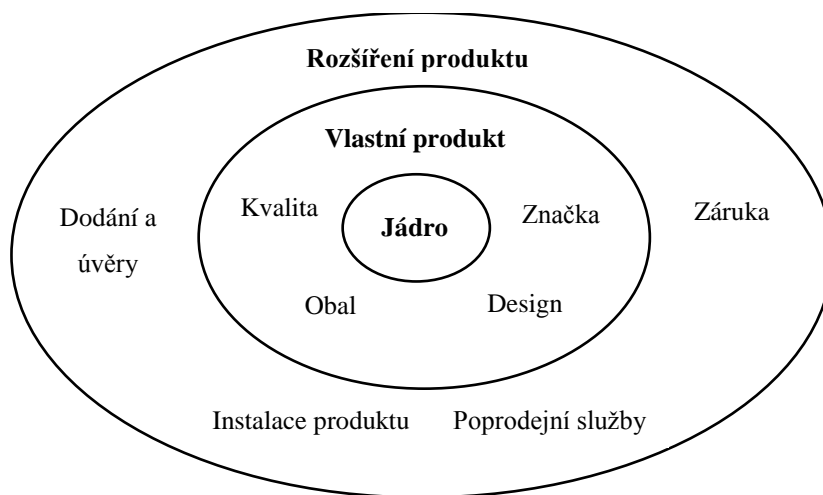 Rozšíření produktu
Vlastní produkt
Kvalita
Značka
Jádro
Dodání a
úvěry
Záruka
Obal
Design
Instalace produktu
Poprodejní služby